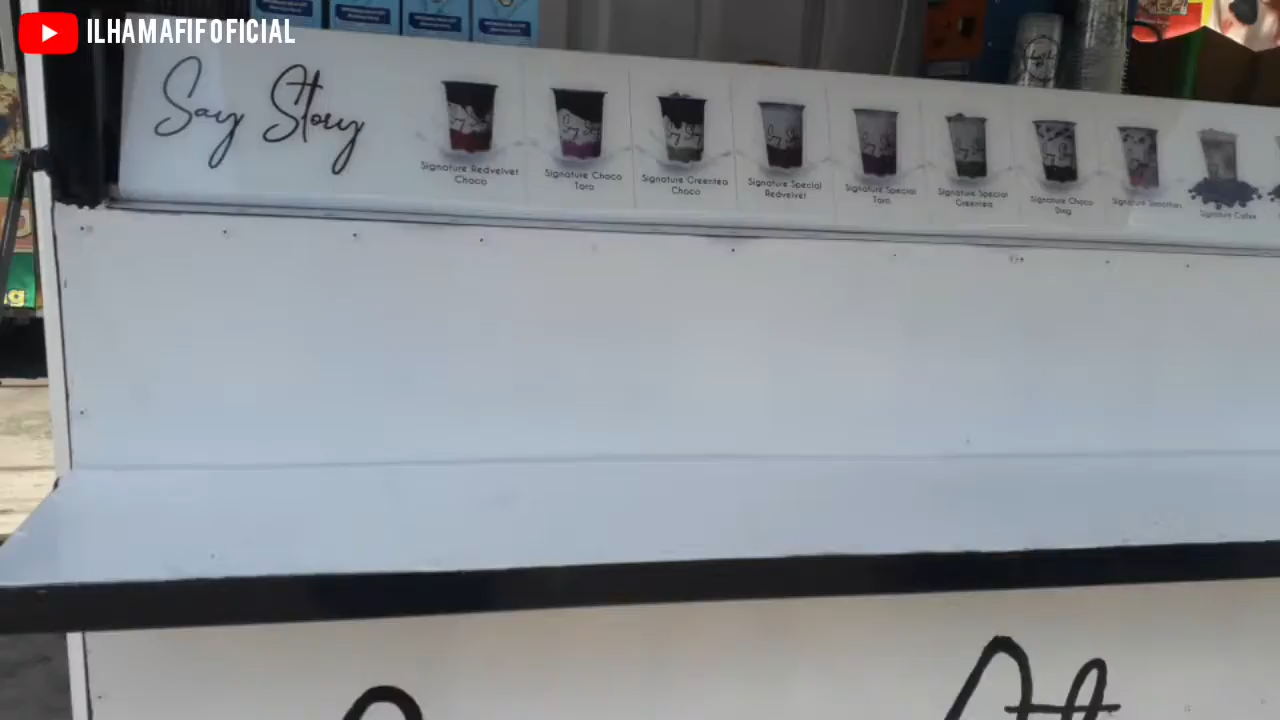 ILHAMAFIFOFICIAL
Say Story
Signature Redvelvet
Choco
Signature Choco
Taro
Signature Greentea
Choco
Signature Special
Redvelvet
Signature Special
Taro
Signature Special
Greentea
Signature Choco
Signature
Signature